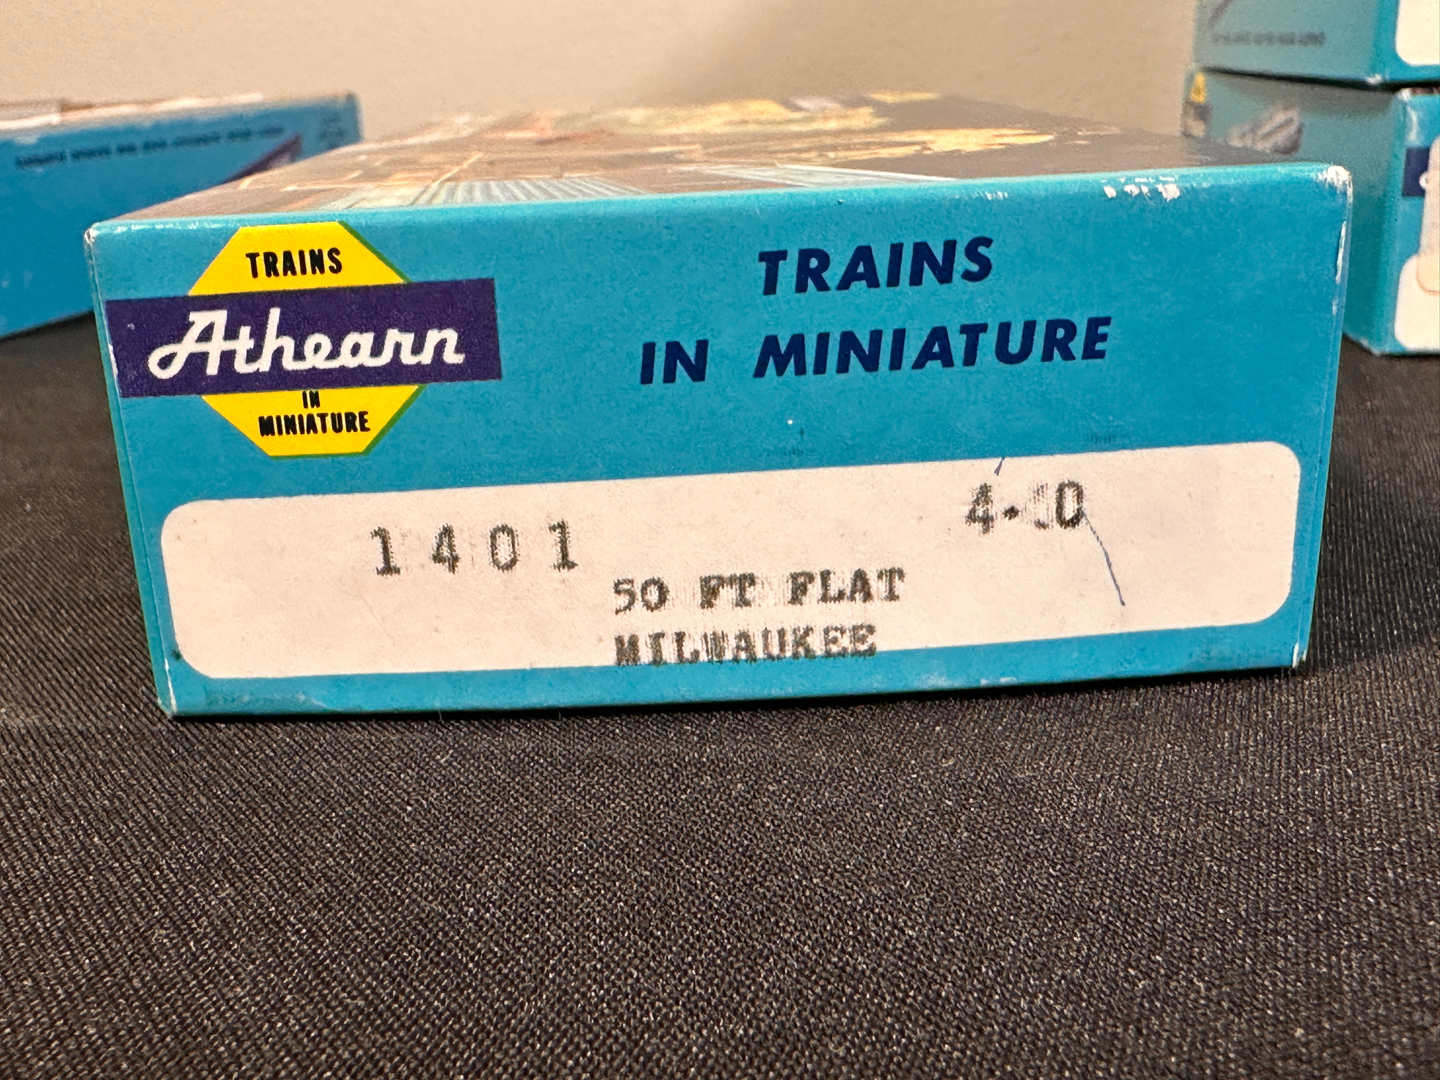 TRAINS
Athearn
IN
MINIATURE
TRAINS
IN MINIATURE
1401
50 FT FLAT
MILWAUKEE